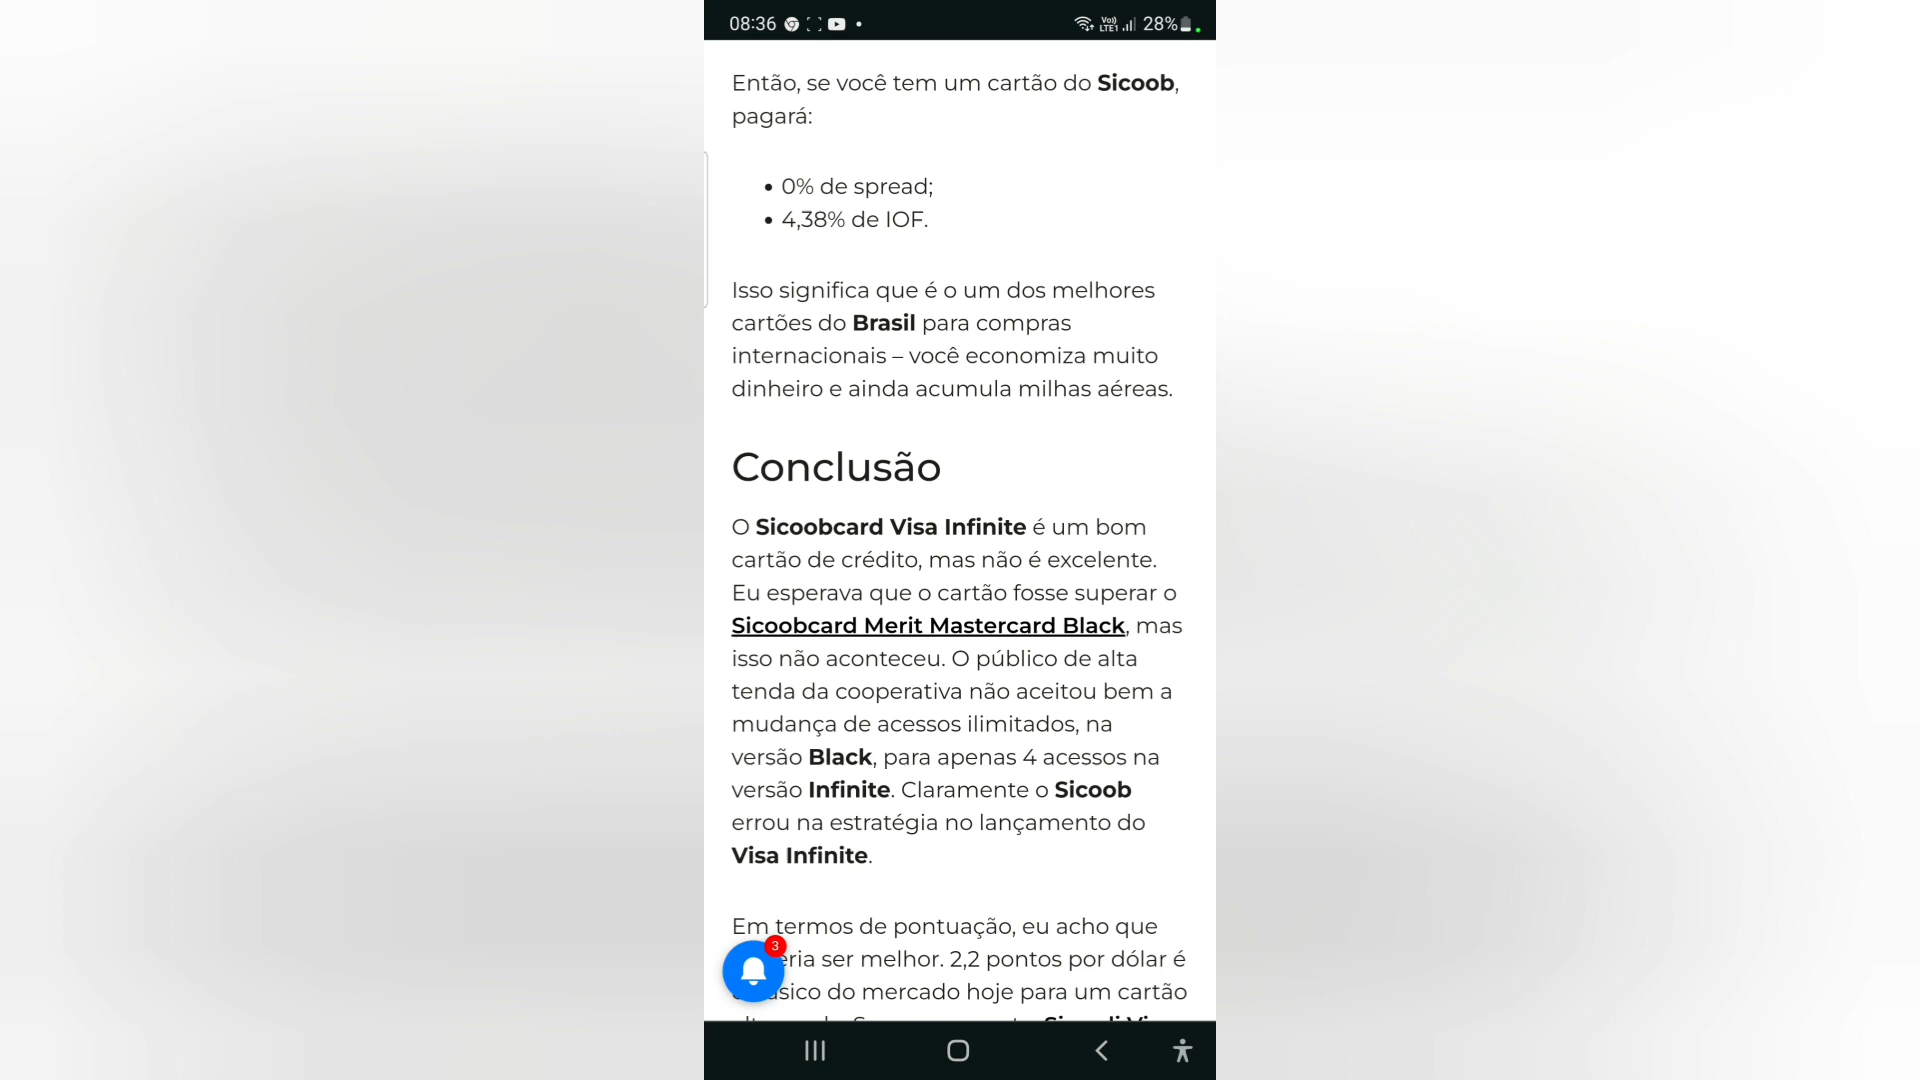 08:36
Vo))
LTE1
28%
Então, se você tem um cartão do Sicoob,
pagará:
• 0% de spread;
• 4,38% de IOF.
Isso significa que é o um dos melhores
cartões do Brasil para compras
internacionais – você economiza muito
dinheiro e ainda acumula milhas aéreas.
Conclusão
O Sicoobcard Visa Infinite é um bom
cartão de crédito, mas não é excelente.
Eu esperava que o cartão fosse superar o
Sicoobcard Merit Mastercard Black, mas
isso não aconteceu. O público de alta
tenda da cooperativa não aceitou bem a
mudança de acessos ilimitados, na
versão Black, para apenas 4 acessos na
versão Infinite. Claramente o Sicoob
errou na estratégia no lançamento do
Visa Infinite.
Em termos de pontuação, eu acho que
3
ser melhor. 2,2 pontos por dólar é
do mercado hoje para um cartão